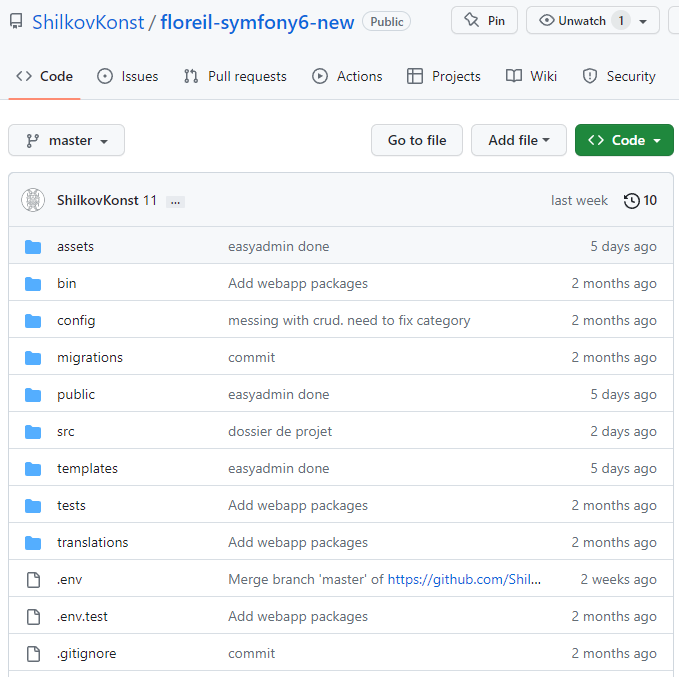 ShilkovKonst / floreil-symfony6-new Public Pin Unwatch 1
Code Issues Pull requests Actions Projects Wiki Security
master Go to file Add file Code
ShilkovKonst 11 ... last week 10
assets easyadmin done 5 days ago
bin Add webapp packages 2 months ago
config messing with crud. need to fix category 2 months ago
migrations commit 2 months ago
public easyadmin done 5 days ago
src dossier de projet 2 days ago
templates easyadmin done 5 days ago
tests Add webapp packages 2 months ago
translations Add webapp packages 2 months ago
.env Merge branch 'master' of https://github.com/Shil... 2 weeks ago
.env.test Add webapp packages 2 months ago
.gitignore commit 2 months ago